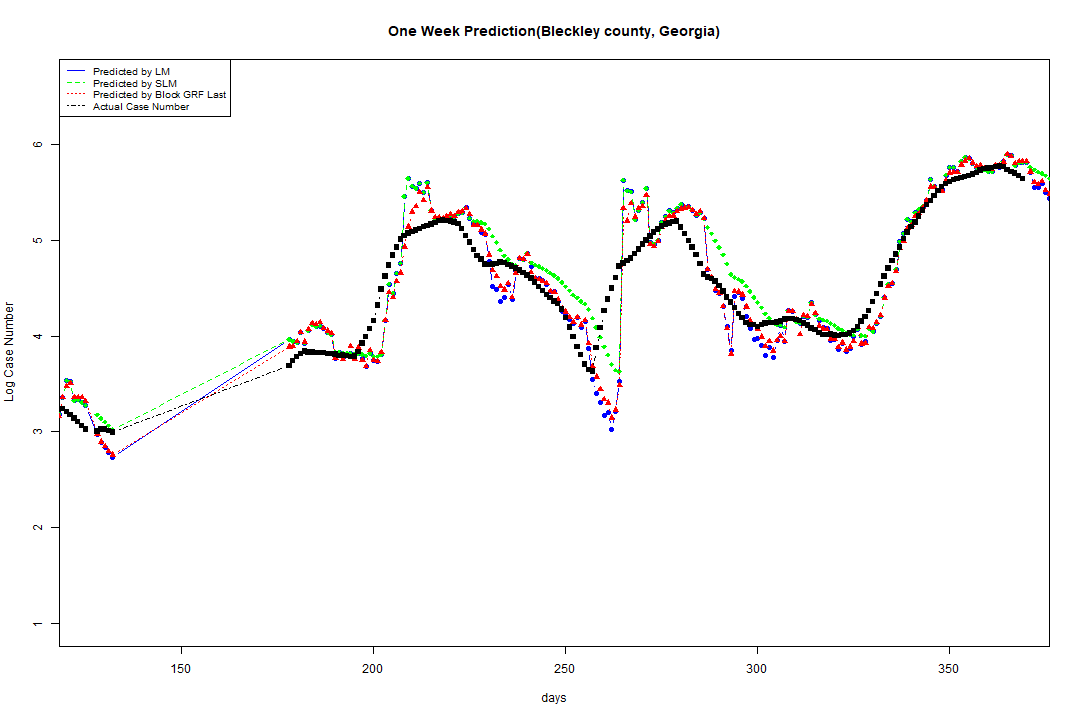 One Week Prediction(Bleckley county, Georgia)
Predicted by LM
Predicted by SLM
Predicted by Block GRF Last
Actual Case Number
6
5
4
3
2
1
Log Case Number
150 200 250 300 350
days